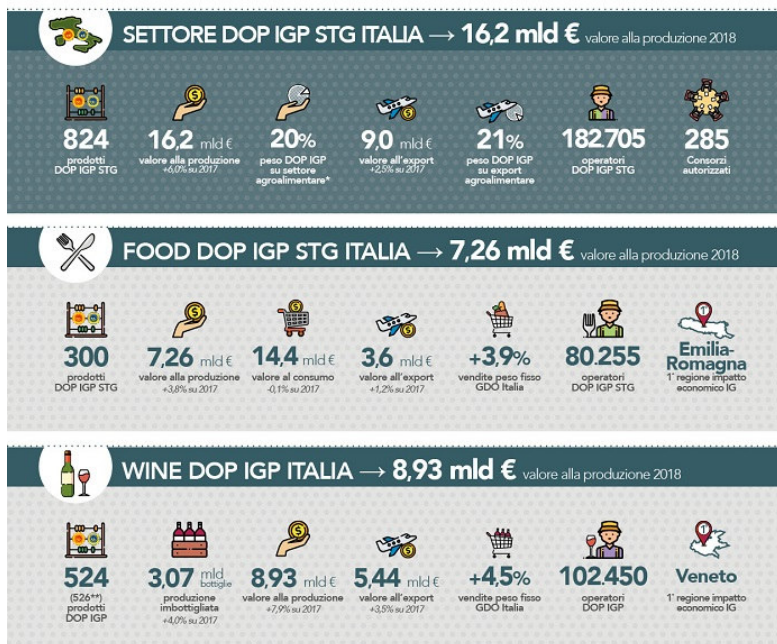 SETTORE DOP IGP STG ITALIA → 16,2 mld € valore alla produzione 2018
824
prodotti
DOP IGP STG
16,2 mld €
valore alla produzione
+6,0% su 2017
20%
peso DOP IGP
su settore
agroalimentare*
9,0 mld €
valore all'export
+2,5% su 2017
21%
peso DOP IGP
su export
agroalimentare
182.705
operatori
DOP IGP STG
285
Consorzi
autorizzati
FOOD DOP IGP STG ITALIA → 7,26 mld € valore alla produzione 2018
300
prodotti
DOP IGP STG
7,26 mld €
valore alla produzione
+3,8% su 2017
14,4 mld €
valore al consumo
-0,1% su 2017
3,6 mld €
valore all'export
+1,2% su 2017
+3,9%
vendite peso fisso
GDO Italia
80.255
operatori
DOP IGP STG
1°
Emilia-
Romagna
1° regione impatto
economico IG
WINE DOP IGP ITALIA → 8,93 mld € valore alla produzione 2018
524
(526**)
prodotti
DOP IGP
3,07 mld
bottiglie
produzione
imbottigliata
+4,0% su 2017
8,93 mld €
valore alla produzione
+7,9% su 2017
5,44 mld €
valore all'export
+3,5% su 2017
+4,5%
vendite peso fisso
GDO Italia
102.450
operatori
DOP IGP
1°
Veneto
1° regione impatto
economico IG